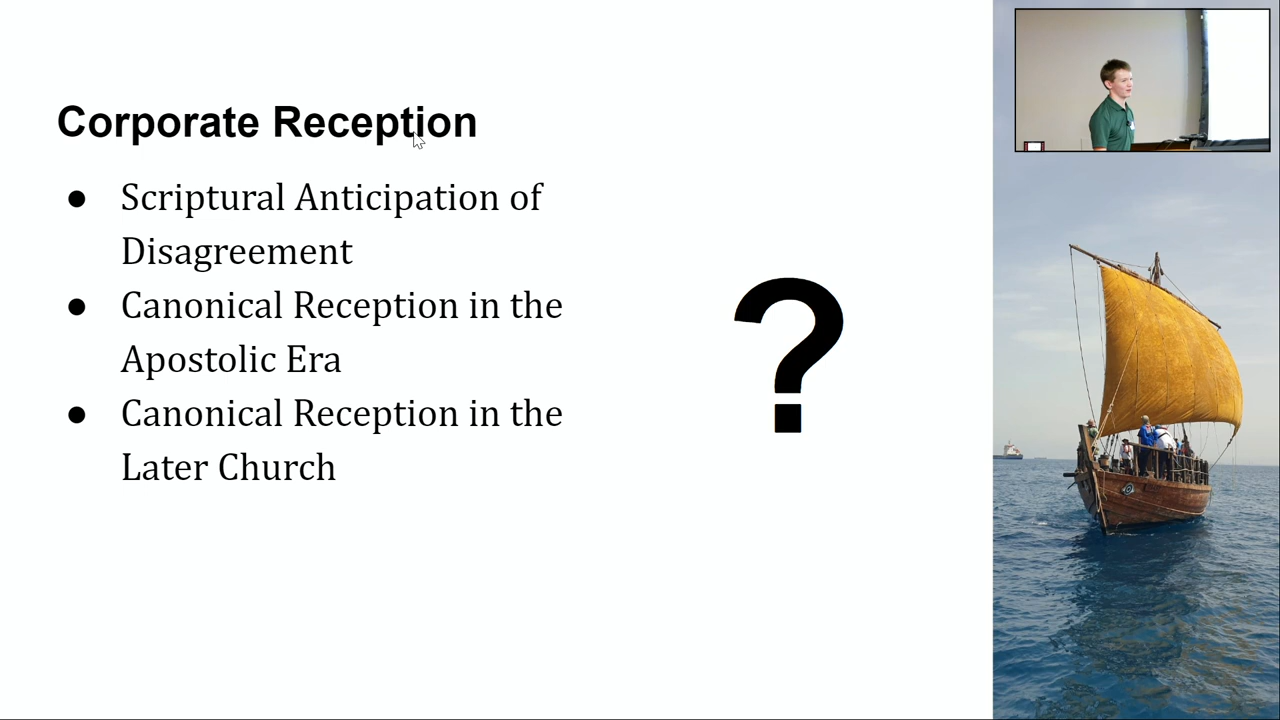 Corporate Reception
● Scriptural Anticipation of
Disagreement
● Canonical Reception in the
Apostolic Era
● Canonical Reception in the
Later Church
?